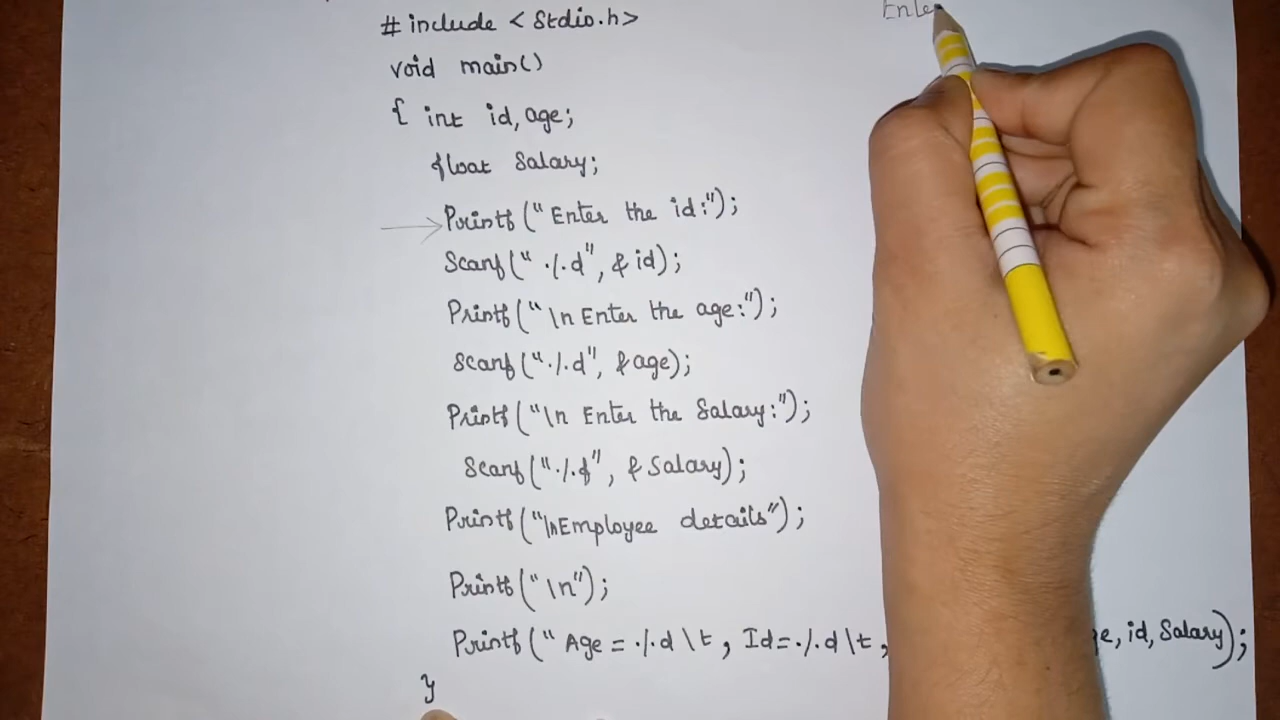 # include < Stdio.h>
void main()
{ int id, age;
float Salary;
Printf ("Enter the id:");
Scanf(" %d", & id);
Printf("\n Enter the age:");
Scanf("%d", & age);
Printf("\n Enter the Salary:");
Scanf("%f", & Salary);
Printf("\nEmployee details");
Printf("\n");
Printf(" Age = %d \t, Id=%d \t, e, id, Salary);
}
Ente